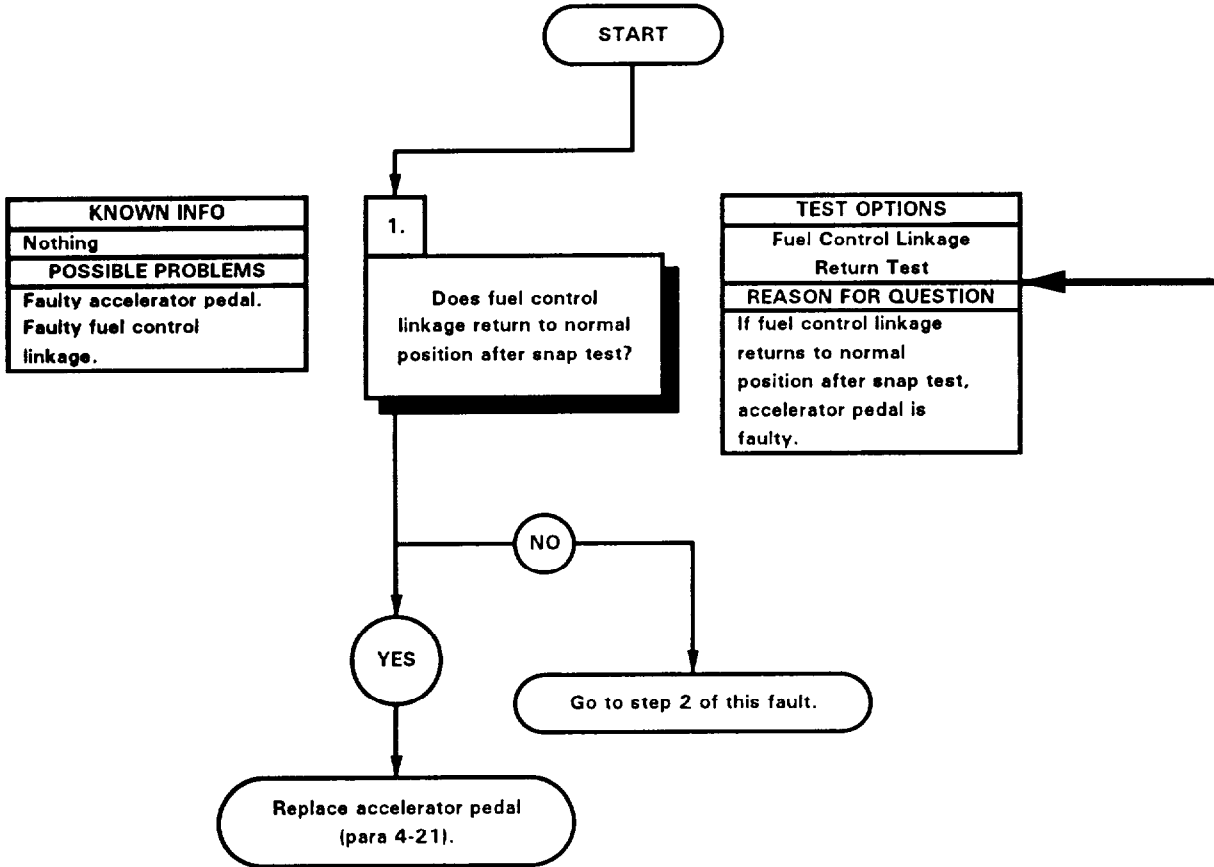 START
KNOWN INFO
Nothing
POSSIBLE PROBLEMS
Faulty accelerator pedal.
Faulty fuel control
linkage.
1.
Does fuel control
linkage return to normal
position after snap test?
TEST OPTIONS
Fuel Control Linkage
Return Test
REASON FOR QUESTION
If fuel control linkage
returns to normal
position after snap test,
accelerator pedal is
faulty.
NO
YES
Go to step 2 of this fault.
Replace accelerator pedal
(para 4-21).